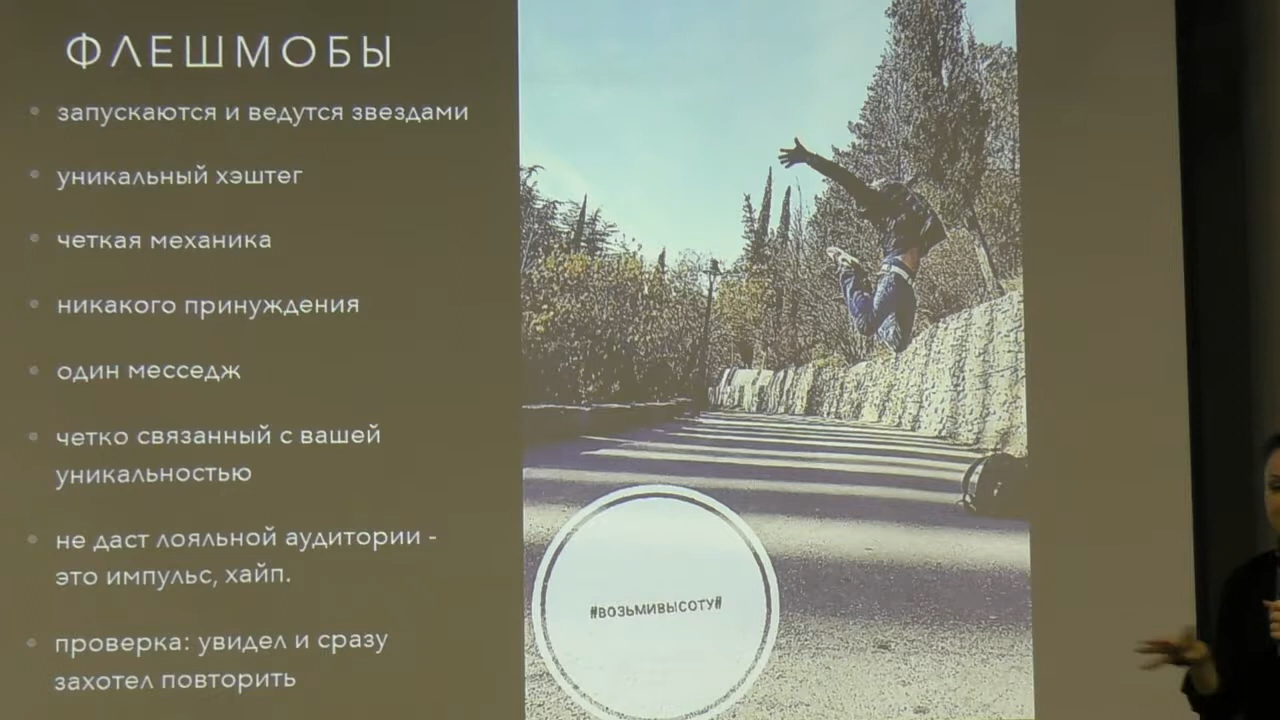 ФЛЕШМОБЫ
запускаются и ведутся звездами
уникальный хэштег
четкая механика
никакого принуждения
один месседж
четко связанный с вашей
уникальностью
не даст лояльной аудитории -
это импульс, хайп.
проверка: увидел и сразу
захотел повторить
#ВОЗЬМИВЫСОТУ#